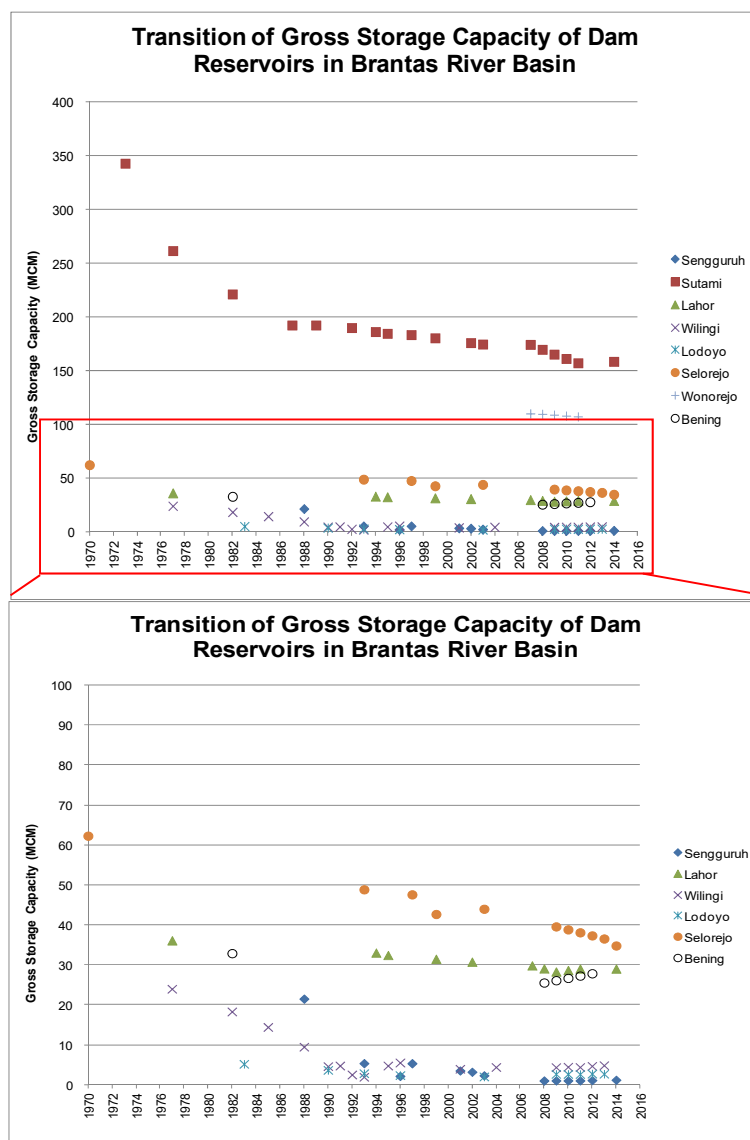 Transition of Gross Storage Capacity of Dam
Reservoirs in Brantas River Basin
Gross Storage Capacity (MCM)
400
350
300
250
200
150
100
50
0
1970 1972 1974 1976 1978 1980 1982 1984 1986 1988 1990 1992 1994 1996 1998 2000 2002 2004 2006 2008 2010 2012 2014 2016
Sengguruh
Sutami
Lahor
Wilingi
Lodoyo
Selorejo
Wonorejo
Bening
Transition of Gross Storage Capacity of Dam
Reservoirs in Brantas River Basin
Gross Storage Capacity (MCM)
100
90
80
70
60
50
40
30
20
10
0
1970 1972 1974 1976 1978 1980 1982 1984 1986 1988 1990 1992 1994 1996 1998 2000 2002 2004 2006 2008 2010 2012 2014 2016
Sengguruh
Lahor
Wilingi
Lodoyo
Selorejo
Bening